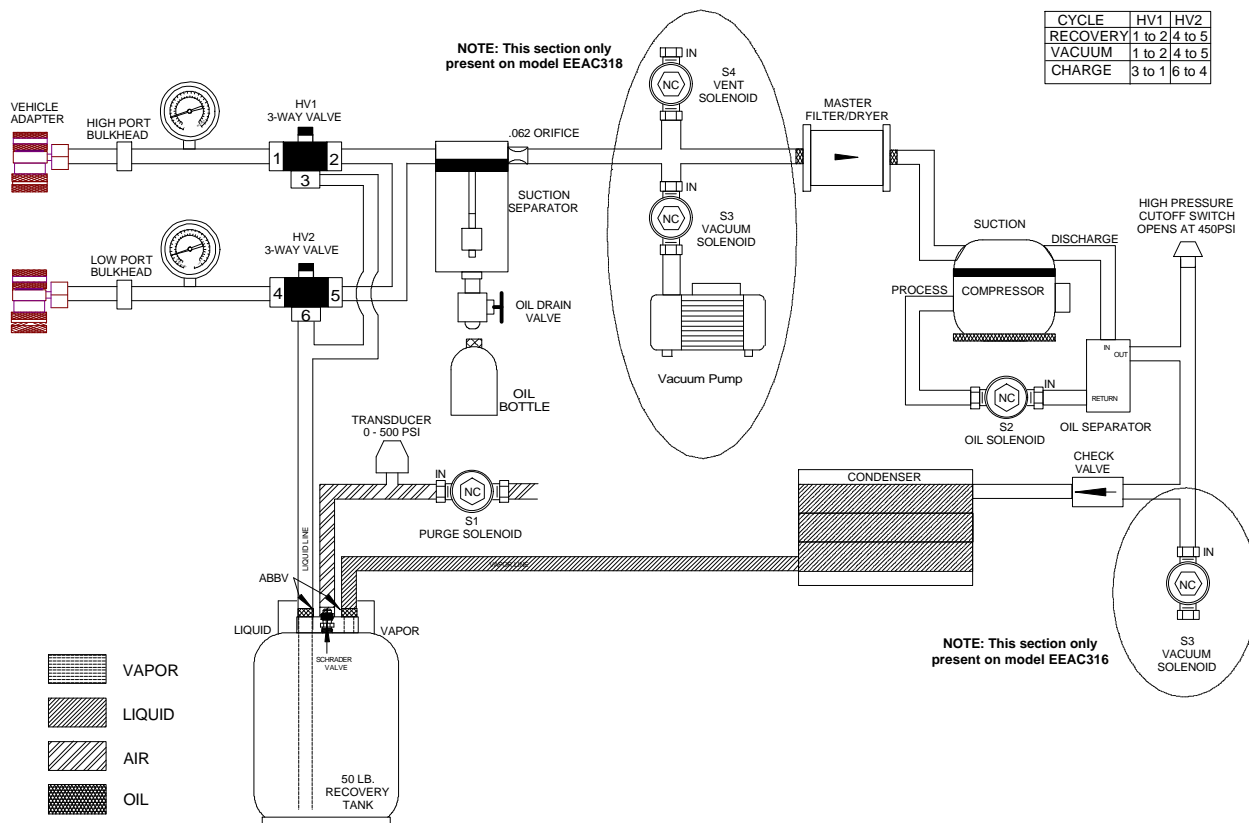 CYCLE HV1 HV2
RECOVERY 1 to 2 4 to 5
VACUUM 1 to 2 4 to 5
CHARGE 3 to 1 6 to 4
NOTE: This section only
present on model EEAC318
IN
S4
VENT
SOLENOID
NC
VEHICLE
ADAPTER
HIGH PORT
BULKHEAD
HV1
3-WAY VALVE
1
2
3
.062 ORIFICE
MASTER
FILTER/DRYER
SUCTION
SEPARATOR
IN
NC
S3
VACUUM
SOLENOID
SUCTION
DISCHARGE
HIGH PRESSURE
CUTOFF SWITCH
OPENS AT 450PSI
LOW PORT
BULKHEAD
HV2
3-WAY VALVE
4
5
6
OIL DRAIN
VALVE
PROCESS
COMPRESSOR
Vacuum Pump
IN
OUT
RETURN
OIL
BOTTLE
IN
NC
S2
OIL SOLENOID
OIL SEPARATOR
TRANSDUCER
0 - 500 PSI
IN
NC
S1
PURGE SOLENOID
CONDENSER
CHECK
VALVE
LIQUID LINE
VAPOR LINE
IN
NC
S3
VACUUM
SOLENOID
NOTE: This section only
present on model EEAC316
ABBV
LIQUID
VAPOR
SCHRADER
VALVE
50 LB.
RECOVERY
TANK
VAPOR
LIQUID
AIR
OIL